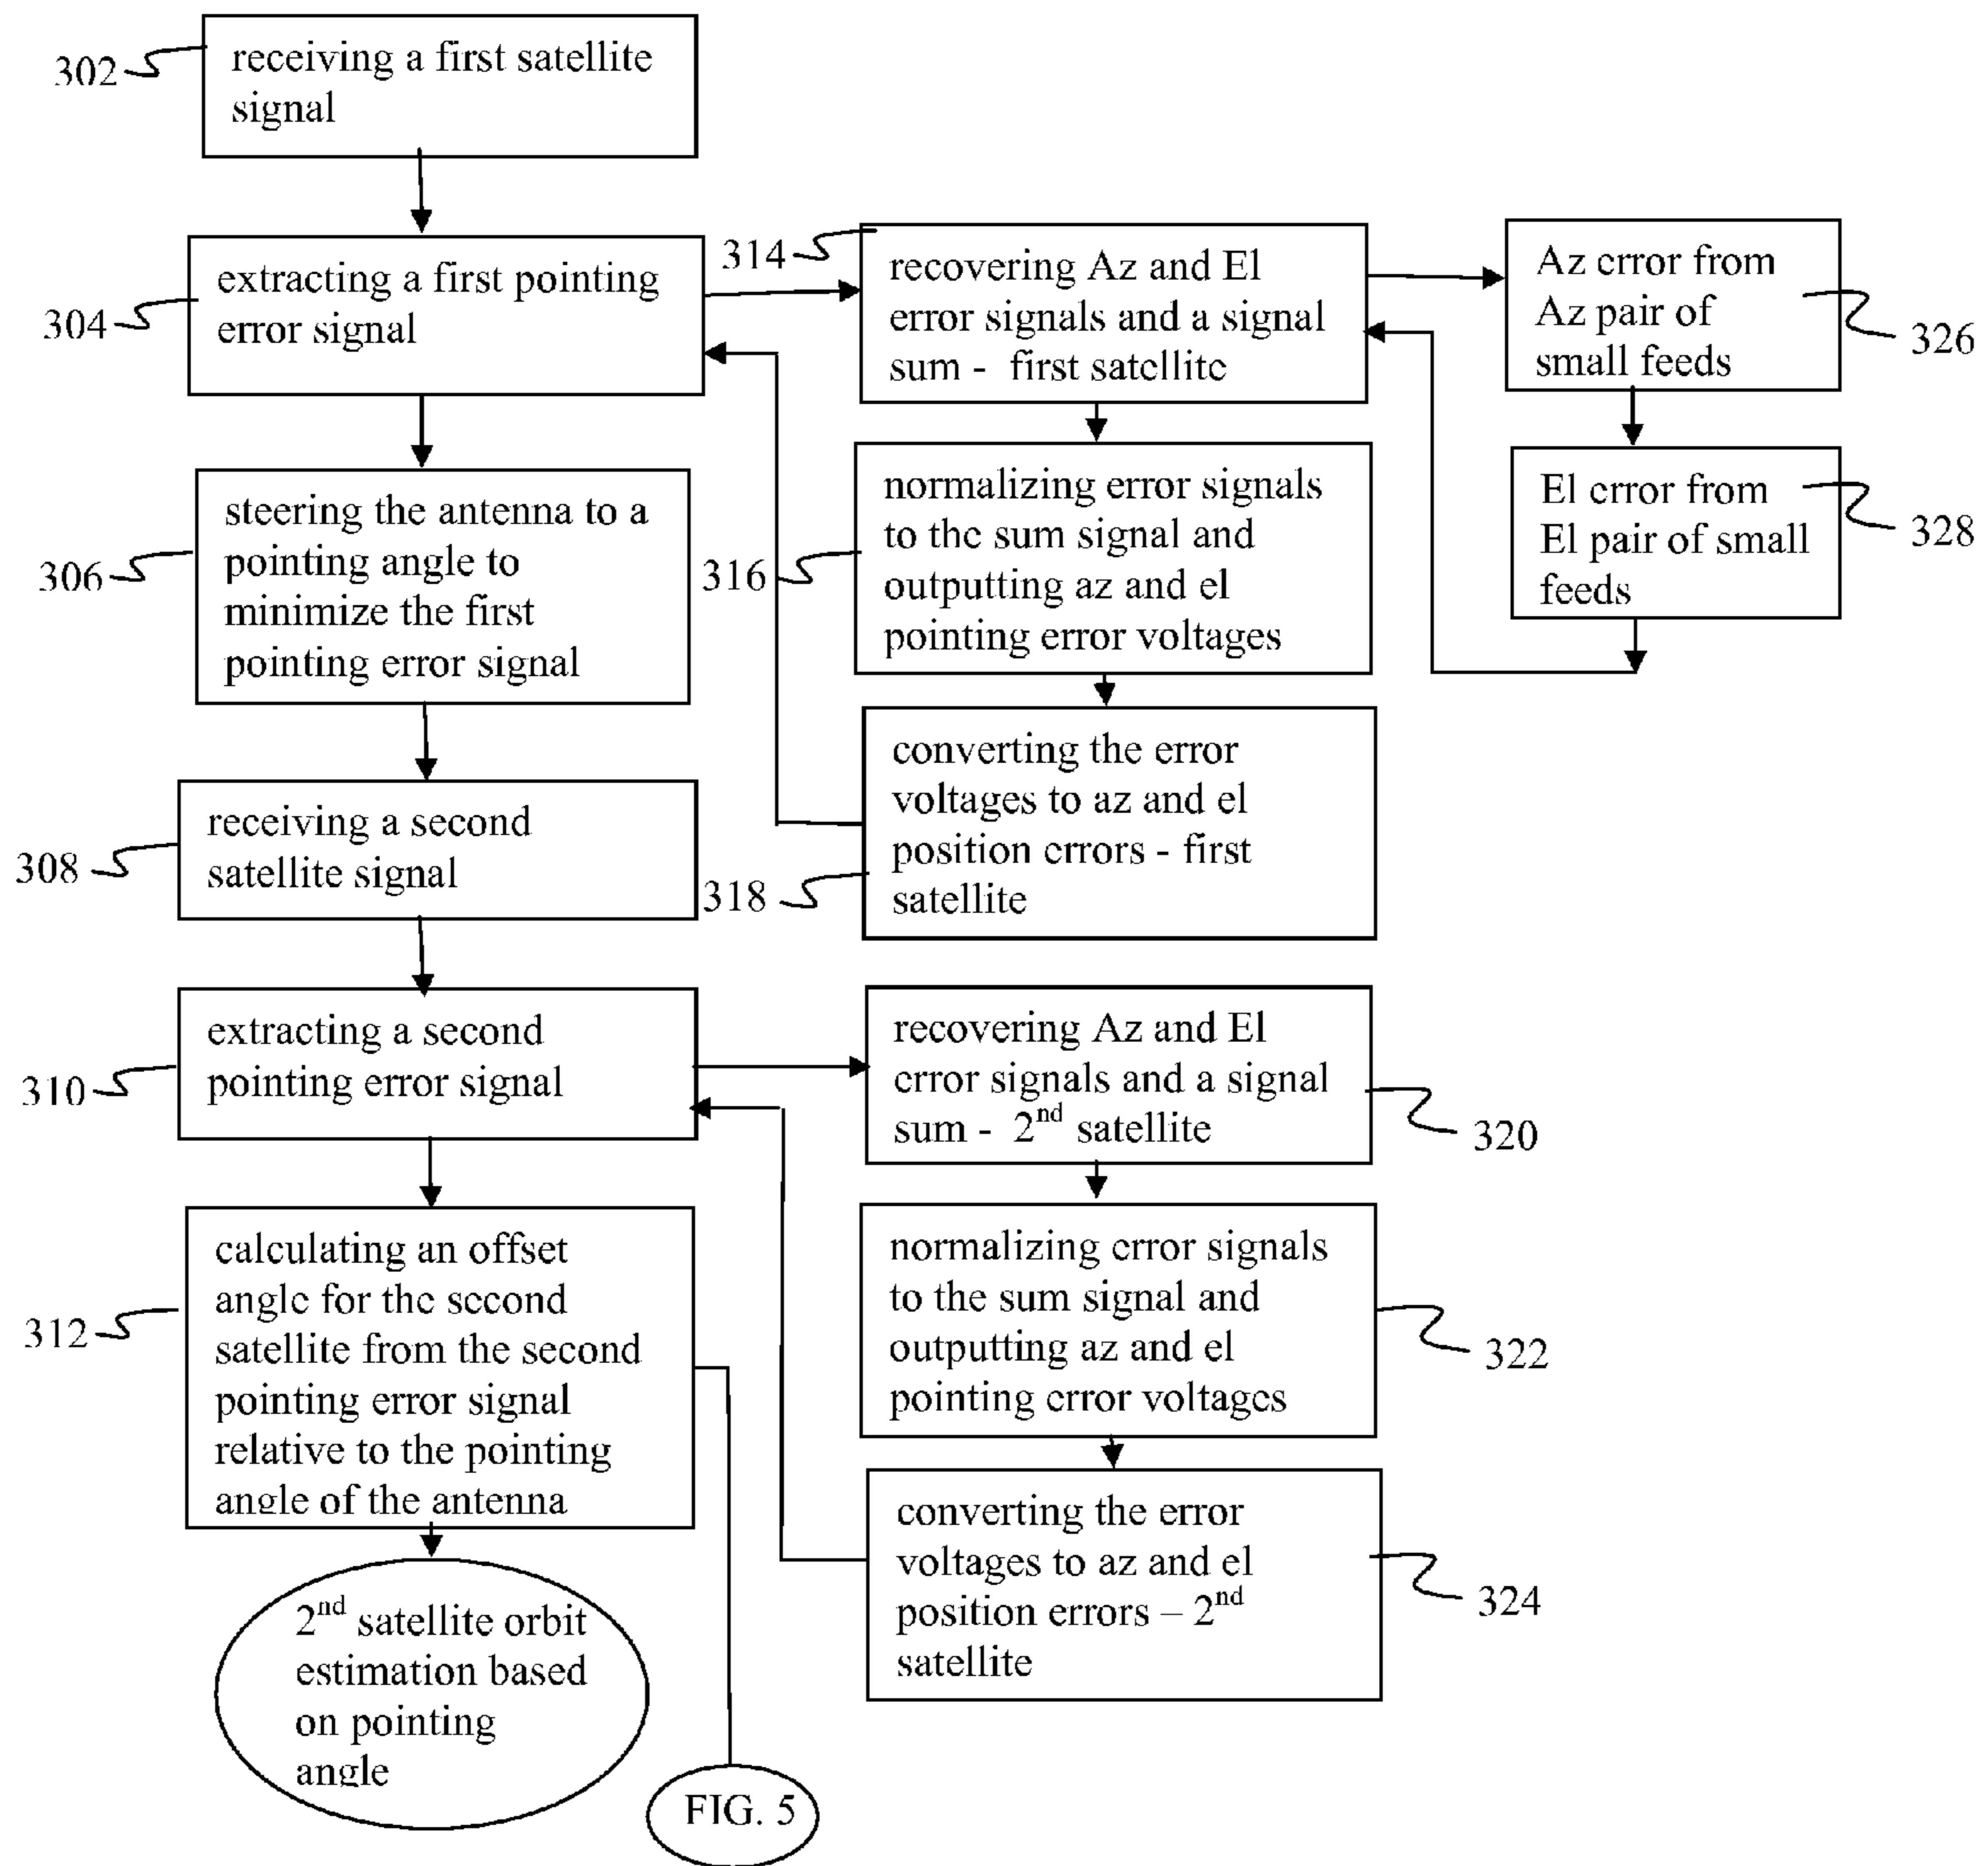 302
receiving a first satellite
signal
304
extracting a first pointing
error signal
306
steering the antenna to a
pointing angle to
minimize the first
pointing error signal
308
receiving a second
satellite signal
310
extracting a second
pointing error signal
312
calculating an offset
angle for the second
satellite from the second
pointing error signal
relative to the pointing
angle of the antenna
2nd satellite orbit
estimation based
on pointing
angle
FIG. 5
314
recovering Az and El
error signals and a signal
sum - first satellite
316
normalizing error signals
to the sum signal and
outputting az and el
pointing error voltages
318
converting the error
voltages to az and el
position errors - first
satellite
Az error from
Az pair of
small feeds
326
El error from
El pair of small
feeds
328
recovering Az and El
error signals and a signal
sum - 2nd satellite
320
normalizing error signals
to the sum signal and
outputting az and el
pointing error voltages
322
converting the error
voltages to az and el
position errors – 2nd
satellite
324